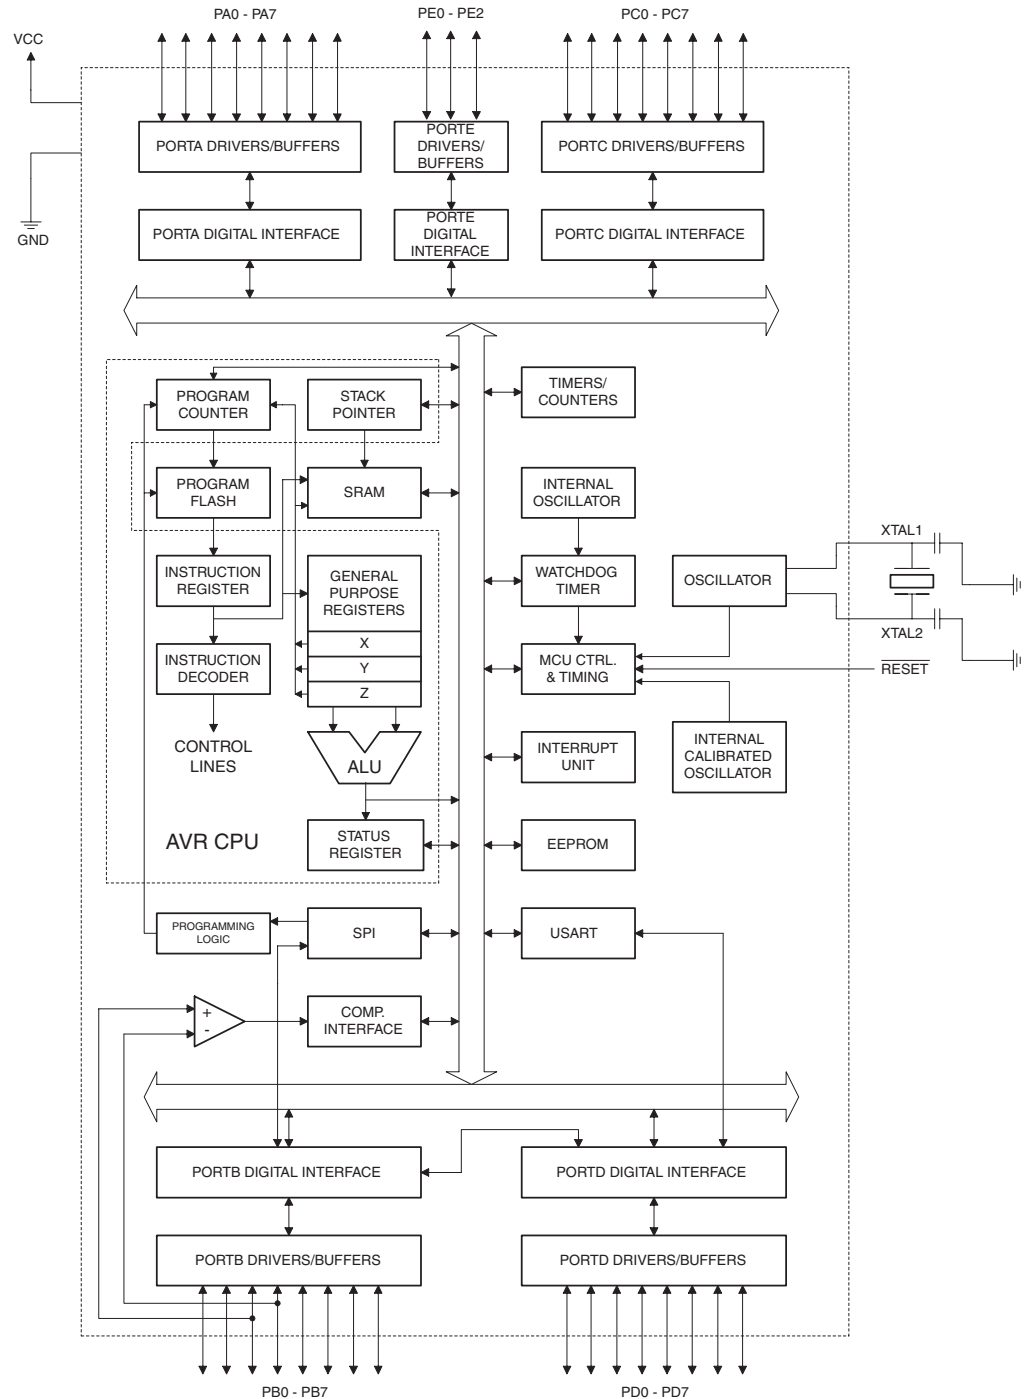 PA0 - PA7
PE0 - PE2
PC0 - PC7
VCC
GND
PORTA DRIVERS/BUFFERS
PORTE
DRIVERS/
BUFFERS
PORTC DRIVERS/BUFFERS
PORTA DIGITAL INTERFACE
PORTE
DIGITAL
INTERFACE
PORTC DIGITAL INTERFACE
PROGRAM
COUNTER
STACK
POINTER
TIMERS/
COUNTERS
PROGRAM
FLASH
SRAM
INTERNAL
OSCILLATOR
XTAL1
INSTRUCTION
REGISTER
GENERAL
PURPOSE
REGISTERS
WATCHDOG
TIMER
OSCILLATOR
XTAL2
X
Y
Z
INSTRUCTION
DECODER
MCU CTRL.
& TIMING
RESET
CONTROL
LINES
ALU
INTERRUPT
UNIT
INTERNAL
CALIBRATED
OSCILLATOR
AVR CPU
STATUS
REGISTER
EEPROM
PROGRAMMING
LOGIC
SPI
USART
+
-
COMP.
INTERFACE
PORTB DIGITAL INTERFACE
PORTD DIGITAL INTERFACE
PORTB DRIVERS/BUFFERS
PORTD DRIVERS/BUFFERS
PB0 - PB7
PD0 - PD7